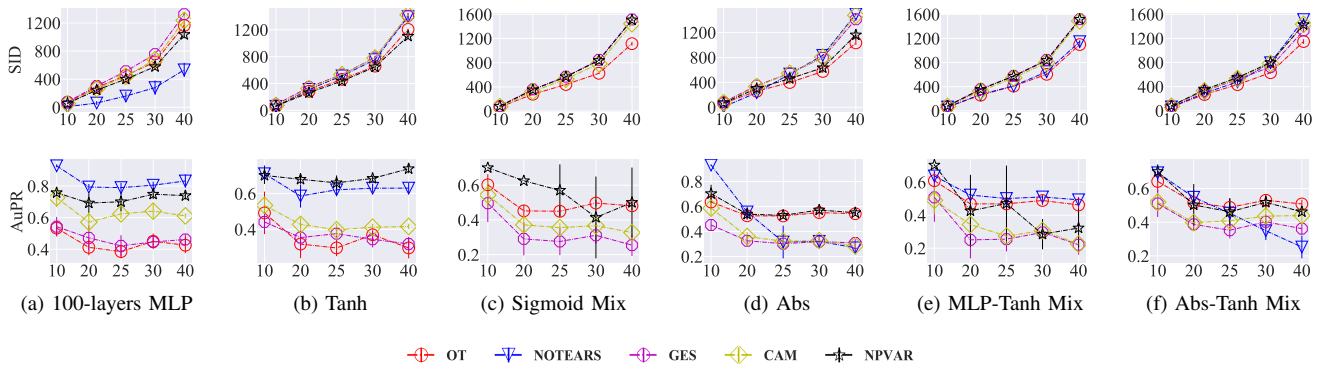 SID
1200
800
400
0
10 20 25 30 40
1200
800
400
0
10 20 25 30 40
1600
1200
800
400
0
10 20 25 30 40
1200
800
400
0
10 20 25 30 40
1600
1200
800
400
0
10 20 25 30 40
1600
1200
800
400
0
10 20 25 30 40
AuPR
0.8
0.6
0.4
10 20 25 30 40
0.6
0.4
10 20 25 30 40
0.6
0.4
0.2
10 20 25 30 40
0.8
0.6
0.4
0.2
10 20 25 30 40
0.6
0.4
0.2
10 20 25 30 40
0.6
0.4
0.2
10 20 25 30 40
(a) 100-layers MLP
(b) Tanh
(c) Sigmoid Mix
(d) Abs
(e) MLP-Tanh Mix
(f) Abs-Tanh Mix
OT NOTEARS GES CAM NPVAR